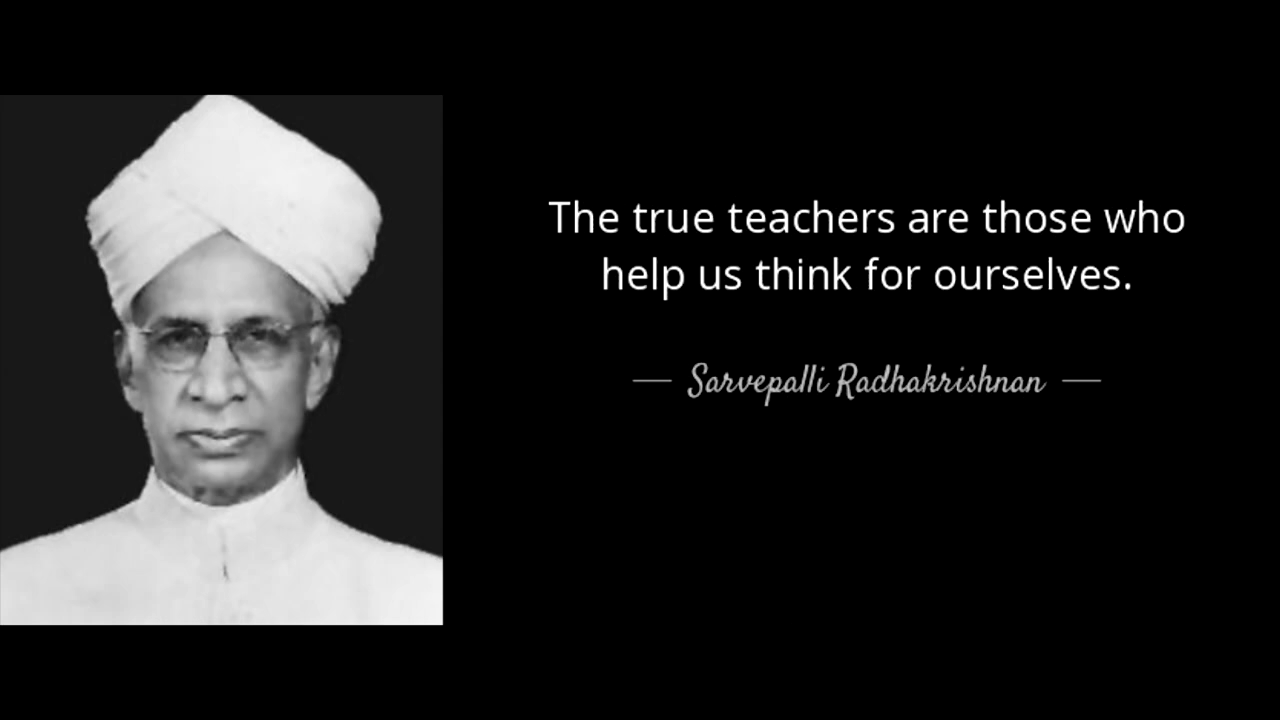 The true teachers are those who
help us think for ourselves.
— Sarvepalli Radhakrishnan —